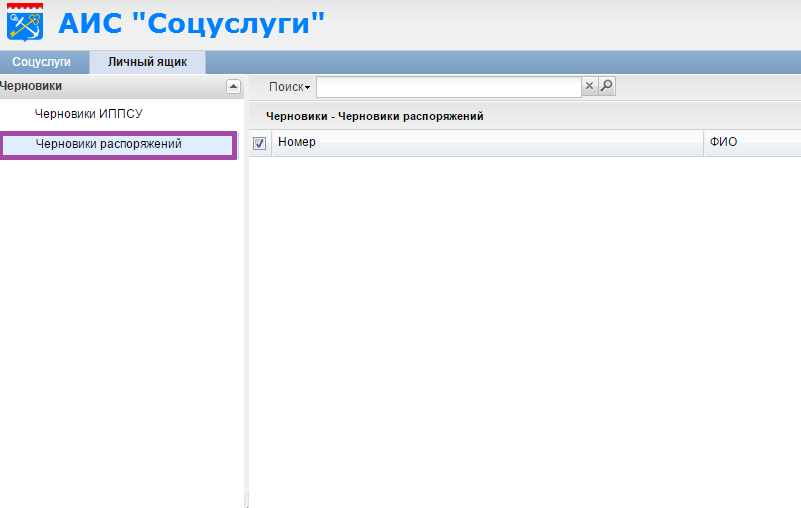 АИС "Соцуслуги"
Соцуслуги
Личный ящик
Черновики
Поиск
Черновики ИППСУ
Черновики распоряжений
Черновики - Черновики распоряжений
Номер
ФИО